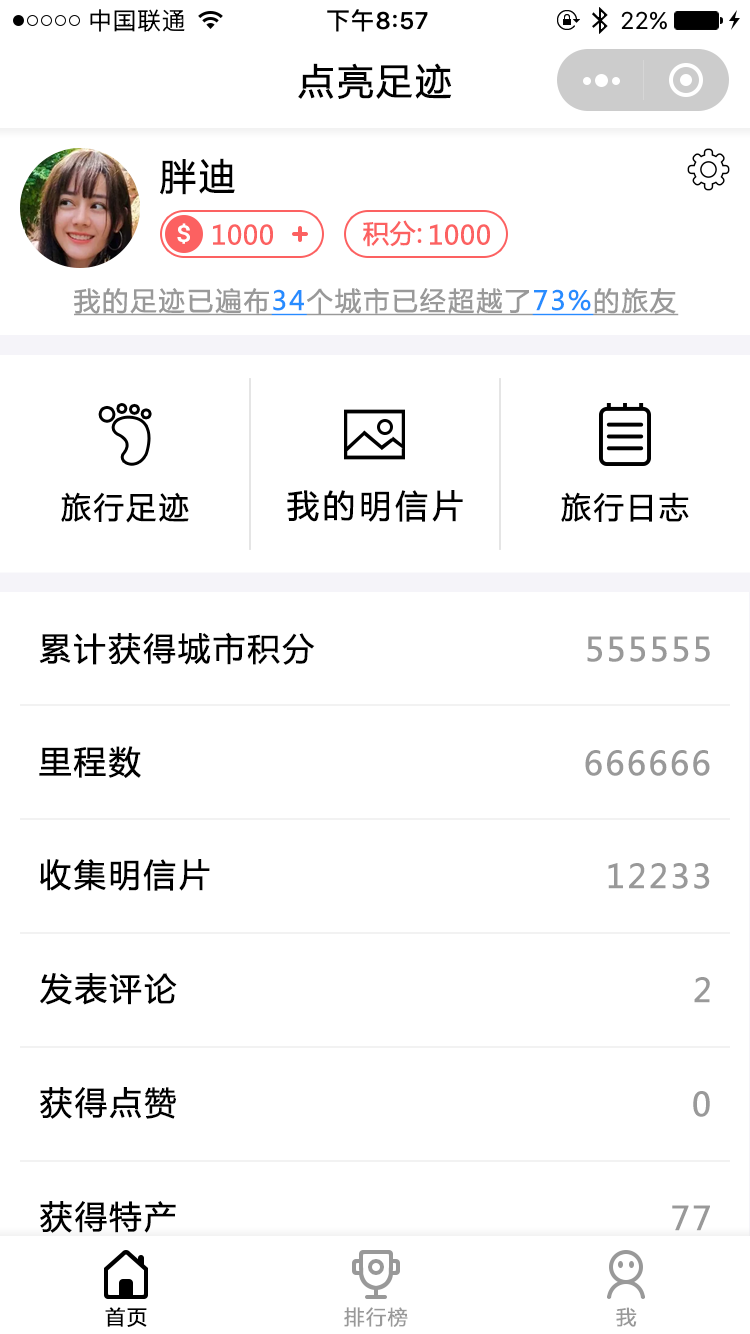 中国联通 下午8:57 22%
点亮足迹
胖迪
$ 1000 + 积分:1000
我的足迹已遍布34个城市已经超越了73%的旅友
旅行足迹 我的明信片 旅行日志
累计获得城市积分 555555
里程数 666666
收集明信片 12233
发表评论 2
获得点赞 0
获得特产 77
首页 排行榜 我